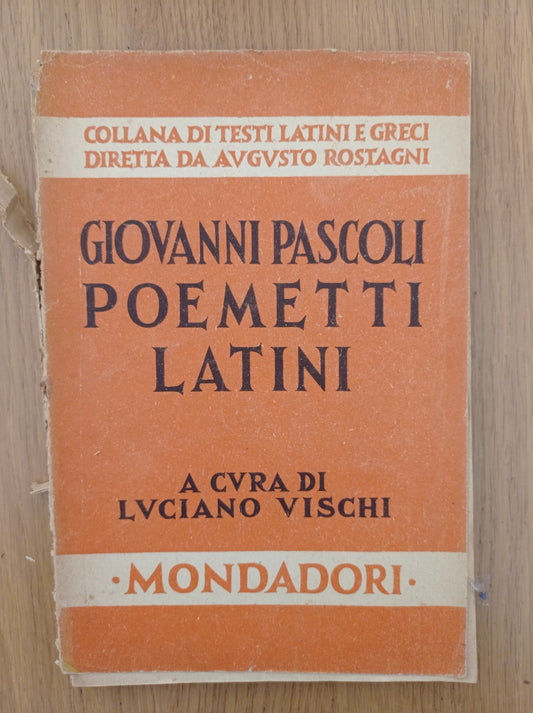 COLLANA DI TESTI LATINI E GRECI
DIRETTA DA AVGVSTO ROSTAGNI
GIOVANNI PASCOLI
POEMETTI
LATINI
A CVRA DI
LVCIANO VISCHI
· MONDADORI ·